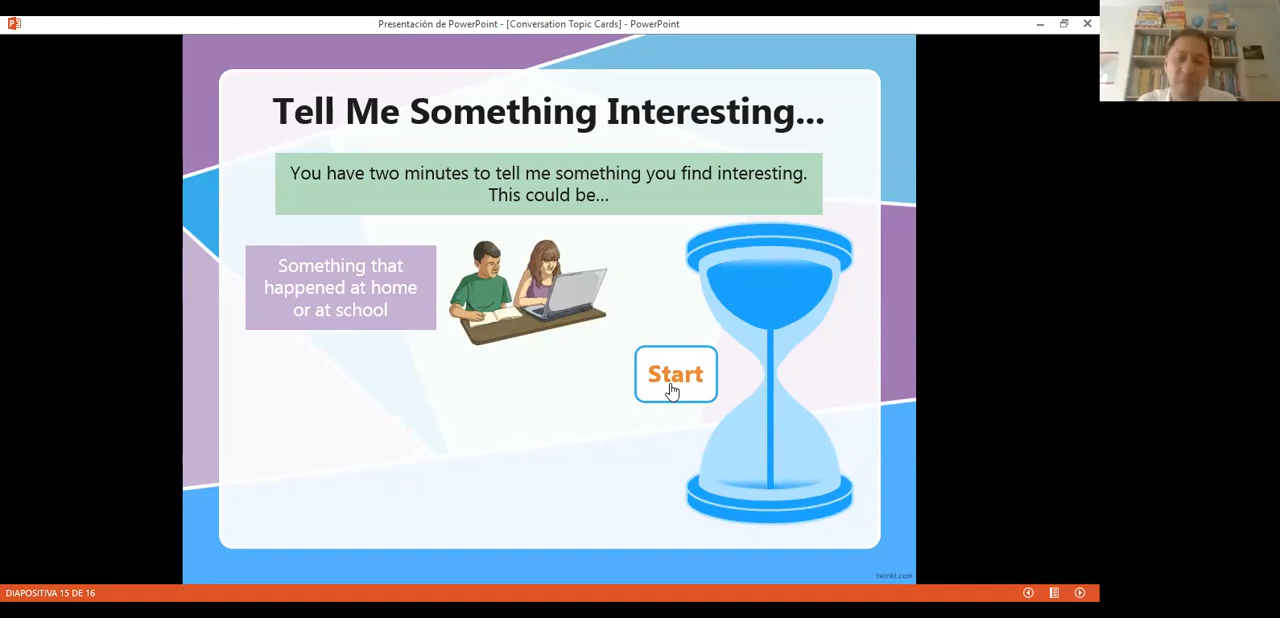 Presentación de PowerPoint - [Conversation Topic Cards] - PowerPoint
Tell Me Something Interesting...
You have two minutes to tell me something you find interesting.
This could be...
Something that
happened at home
or at school
Start
twinkl.com
DIAPOSITIVA 15 DE 16